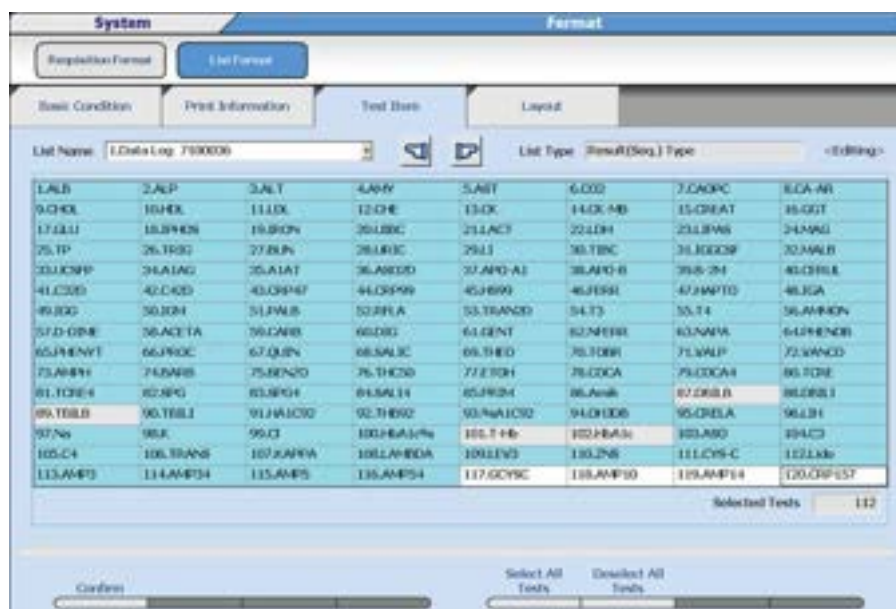 System Format
Requisition Format List Format
Basic Condition Print Information Test Item Layout
List Name List Type Result(Seq.) Type <Editing>
1.ALB 2.ALP 3.ALT 4.AMY 5.AST 6.CO2 7.CAOPC 8.CA-AR
9.CHOL 10.HDL 11.LDL 12.CHE 13.CK 14.CK-MB 15.CREAT 16.GGT
17.GLU 18.IPHOS 19.IRON 20.UIBC 21.LACT 22.LDH 23.LIPAS 24.MAG
25.TP 26.TRIG 27.BUN 28.URIC 29.LI 30.TIBC 31.IGGCSF 32.MALB
33.UCSFP 34.A1AG 35.A1AT 36.ASO2D 37.APO-A1 38.APO-B 39.B-2M 40.CERUL
41.C32D 42.C42D 43.CRP47 44.CRP99 45.H999 46.FERR 47.HAPTO 48.IGA
49.IGG 50.IGM 51.PALB 52.RFLA 53.TRAN2D 54.T3 55.T4 56.AMMON
57.D-DIME 58.ACETA 59.CARB 60.DIG 61.GENT 62.NFERR 63.NAPA 64.PHENOB
65.PHENYT 66.PROC 67.QUIN 68.SALIC 69.THEO 70.TOBR 71.VALP 72.VANCO
73.AMPH 74.BARB 75.BENZO 76.THC50 77.ETOH 78.COCA 79.COCA4 80.TCRE
81.TCRE4 82.SPG 83.SPG4 84.SAL14 85.PRIM 86.Amik 87.DBILB 88.DBILI
89.TBILB 90.TBILI 91.HA1C92 92.THB92 93.%A1C92 94.OH3DB 95.CRELA 96.LIH
97.Na 98.K 99.Cl 100.HbA1c% 101.T-Hb 102.HbA1c 103.ABO 104.C3
105.C4 106.TRANS 107.KAPPA 108.LAMBDA 109.LEV3 110.ZNS 111.CYS-C 112.Lido
113.AMP3 114.AMP34 115.AMP5 116.AMP54 117.GCYSC 118.AMP10 119.AMP14 120.CRP157
Selected Tests 112
Confirm Select All Tests Deselect All Tests